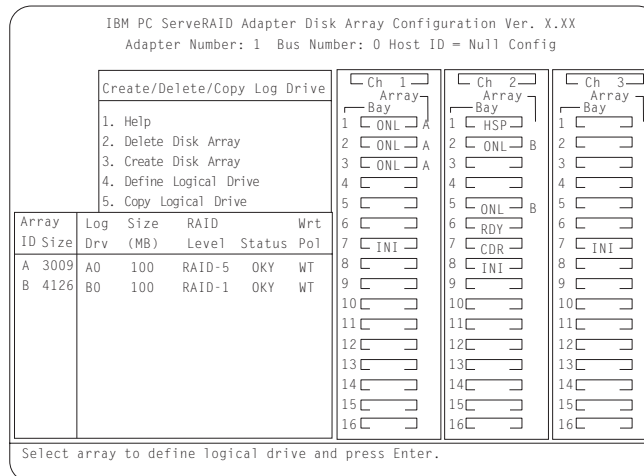 IBM PC ServeRAID Adapter Disk Array Configuration Ver. X.XX
Adapter Number: 1 Bus Number: 0 Host ID = Null Config
Create/Delete/Copy Log Drive
1. Help
2. Delete Disk Array
3. Create Disk Array
4. Define Logical Drive
5. Copy Logical Drive
Array Log Size RAID Wrt
ID Size Drv (MB) Level Status Pol
A 3009 A0 100 RAID-5 OKY WT
B 4126 B0 100 RAID-1 OKY WT
Ch 1
Array
Bay
1 ONL A
2 ONL A
3 ONL A
4
5
6
7 INI
8
9
10
11
12
13
14
15
16
Ch 2
Array
Bay
1 HSP
2 ONL B
3
4
5 ONL B
6 RDY
7 CDR
8 INI
9
10
11
12
13
14
15
16
Ch 3
Array
Bay
1
2
3
4
5
6
7 INI
8
9
10
11
12
13
14
15
16
Select array to define logical drive and press Enter.